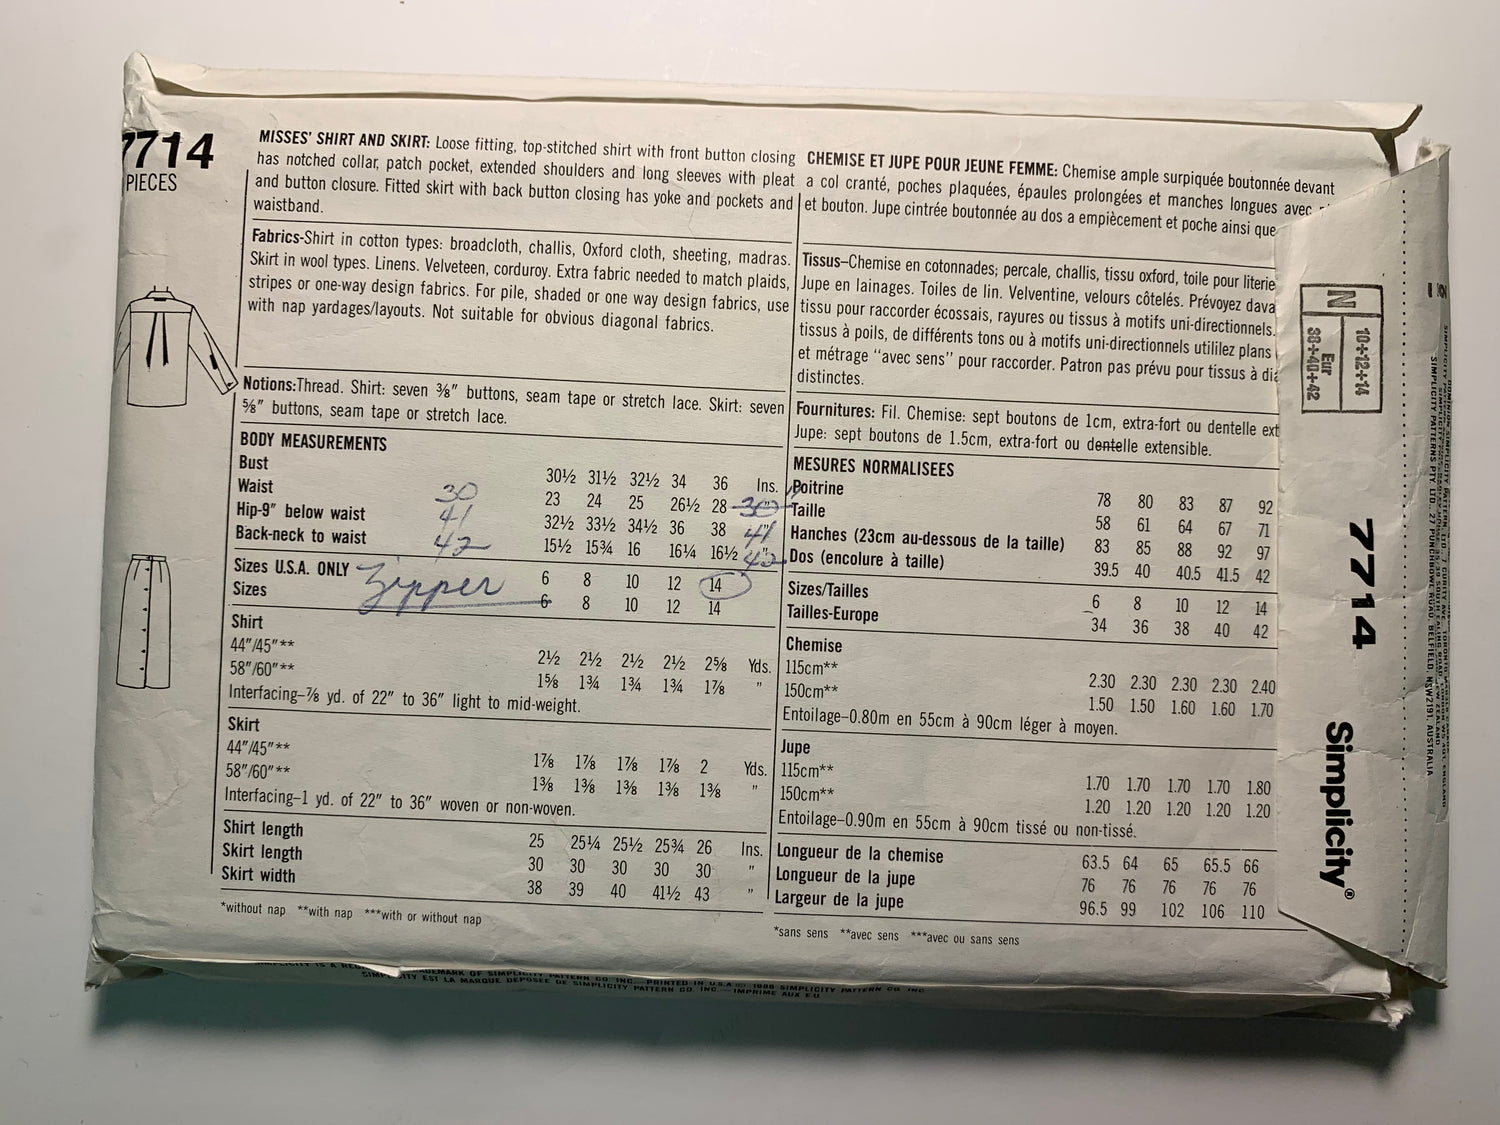 7714
PIECES
MISSES' SHIRT AND SKIRT: Loose fitting, top-stitched shirt with front button closing
has notched collar, patch pocket, extended shoulders and long sleeves with pleat
and button closure. Fitted skirt with back button closing has yoke and pockets and
waistband.
Fabrics-Shirt in cotton types: broadcloth, challis, Oxford cloth, sheeting, madras.
Skirt in wool types. Linens. Velveteen, corduroy. Extra fabric needed to match plaids,
stripes or one-way design fabrics. For pile, shaded or one way design fabrics, use
with nap yardages/layouts. Not suitable for obvious diagonal fabrics.
Notions:Thread. Shirt: seven ⅜" buttons, seam tape or stretch lace. Skirt: seven
⅝" buttons, seam tape or stretch lace.
BODY MEASUREMENTS
Bust 30½ 31½ 32½ 34 36 Ins.
Waist 30 23 24 25 26½ 28 30 "
Hip-9" below waist 41 32½ 33½ 34½ 36 38 41 "
Back-neck to waist 42 15½ 15¾ 16 16¼ 16½ 42 "
Sizes U.S.A. ONLY Zipper 6 8 10 12 14
Sizes 6 8 10 12 14
Shirt
44"/45"** 2½ 2½ 2½ 2½ 2⅝ Yds.
58"/60"** 1⅝ 1¾ 1¾ 1¾ 1⅞ "
Interfacing–⅞ yd. of 22" to 36" light to mid-weight.
Skirt
44"/45"** 1⅞ 1⅞ 1⅞ 1⅞ 2 Yds.
58"/60"** 1⅜ 1⅜ 1⅜ 1⅜ 1⅜ "
Interfacing–1 yd. of 22" to 36" woven or non-woven.
Shirt length 25 25¼ 25½ 25¾ 26 Ins.
Skirt length 30 30 30 30 30 "
Skirt width 38 39 40 41½ 43 "
*without nap **with nap ***with or without nap
CHEMISE ET JUPE POUR JEUNE FEMME: Chemise ample surpiquée boutonnée devant
a col cranté, poches plaquées, épaules prolongées et manches longues avec
et bouton. Jupe cintrée boutonnée au dos a empiècement et poche ainsi que
Tissus–Chemise en cotonnades; percale, challis, tissu oxford, toile pour literie
Jupe en lainages. Toiles de lin. Velventine, velours côtelés. Prévoyez dava
tissu pour raccorder écossais, rayures ou tissus à motifs uni-directionnels.
tissus à poils, de différents tons ou à motifs uni-directionnels utililez plans
et métrage "avec sens" pour raccorder. Patron pas prévu pour tissus à dia
distinctes.
Fournitures: Fil. Chemise: sept boutons de 1cm, extra-fort ou dentelle ext
Jupe: sept boutons de 1.5cm, extra-fort ou dentelle extensible.
MESURES NORMALISEES
Poitrine 78 80 83 87 92
Taille 58 61 64 67 71
Hanches (23cm au-dessous de la taille) 83 85 88 92 97
Dos (encolure à taille) 39.5 40 40.5 41.5 42
Sizes/Tailles 6 8 10 12 14
Tailles-Europe 34 36 38 40 42
Chemise
115cm** 2.30 2.30 2.30 2.30 2.40
150cm** 1.50 1.50 1.60 1.60 1.70
Entoilage–0.80m en 55cm à 90cm léger à moyen.
Jupe
115cm** 1.70 1.70 1.70 1.70 1.80
150cm** 1.20 1.20 1.20 1.20 1.20
Entoilage–0.90m en 55cm à 90cm tissé ou non-tissé.
Longueur de la chemise 63.5 64 65 65.5 66
Longueur de la jupe 76 76 76 76 76
Largeur de la jupe 96.5 99 102 106 110
*sans sens **avec sens ***avec ou sans sens
N
10+12+14
Eur
38+40+42
7714
Simplicity®
SIMPLICITY PATTERNS PTY LTD. 27 PUNCHBOWL ROAD, BELFIELD, NSW2191, AUSTRALIA
SIMPLICITY EST LA MARQUE DEPOSEE DE SIMPLICITY PATTERN CO. INC.—IMPRIME AUX E.U.